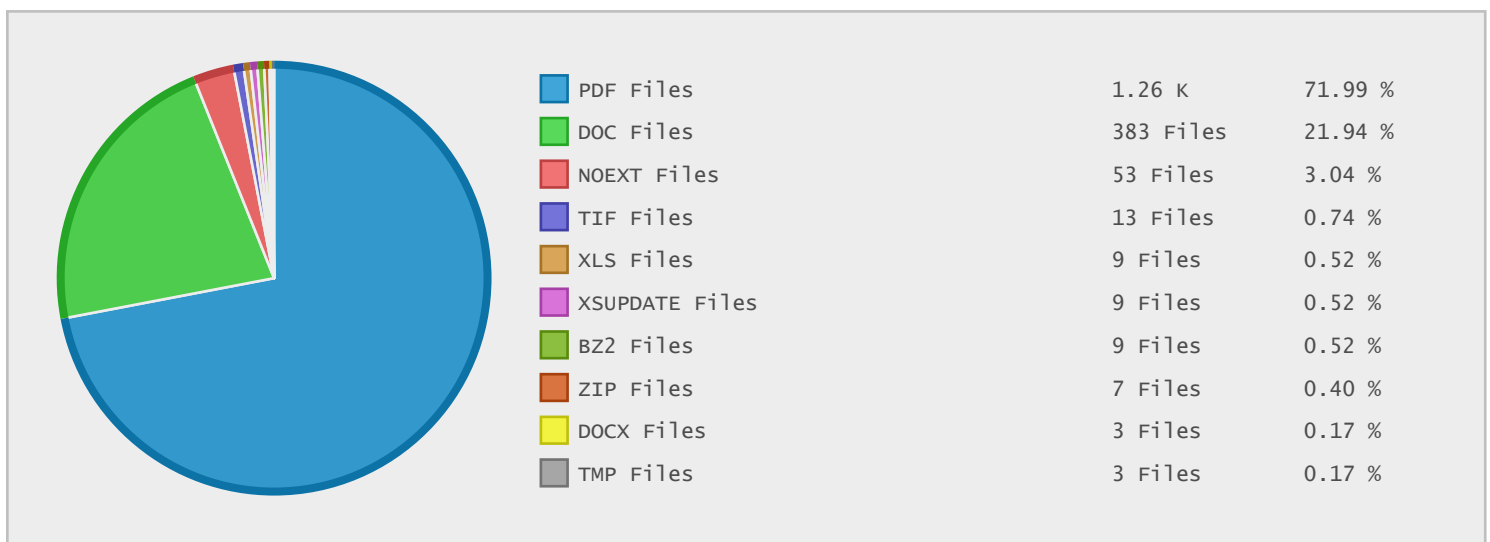 PDF Files 1.26 K 71.99 %
DOC Files 383 Files 21.94 %
NOEXT Files 53 Files 3.04 %
TIF Files 13 Files 0.74 %
XLS Files 9 Files 0.52 %
XSUPDATE Files 9 Files 0.52 %
BZ2 Files 9 Files 0.52 %
ZIP Files 7 Files 0.40 %
DOCX Files 3 Files 0.17 %
TMP Files 3 Files 0.17 %